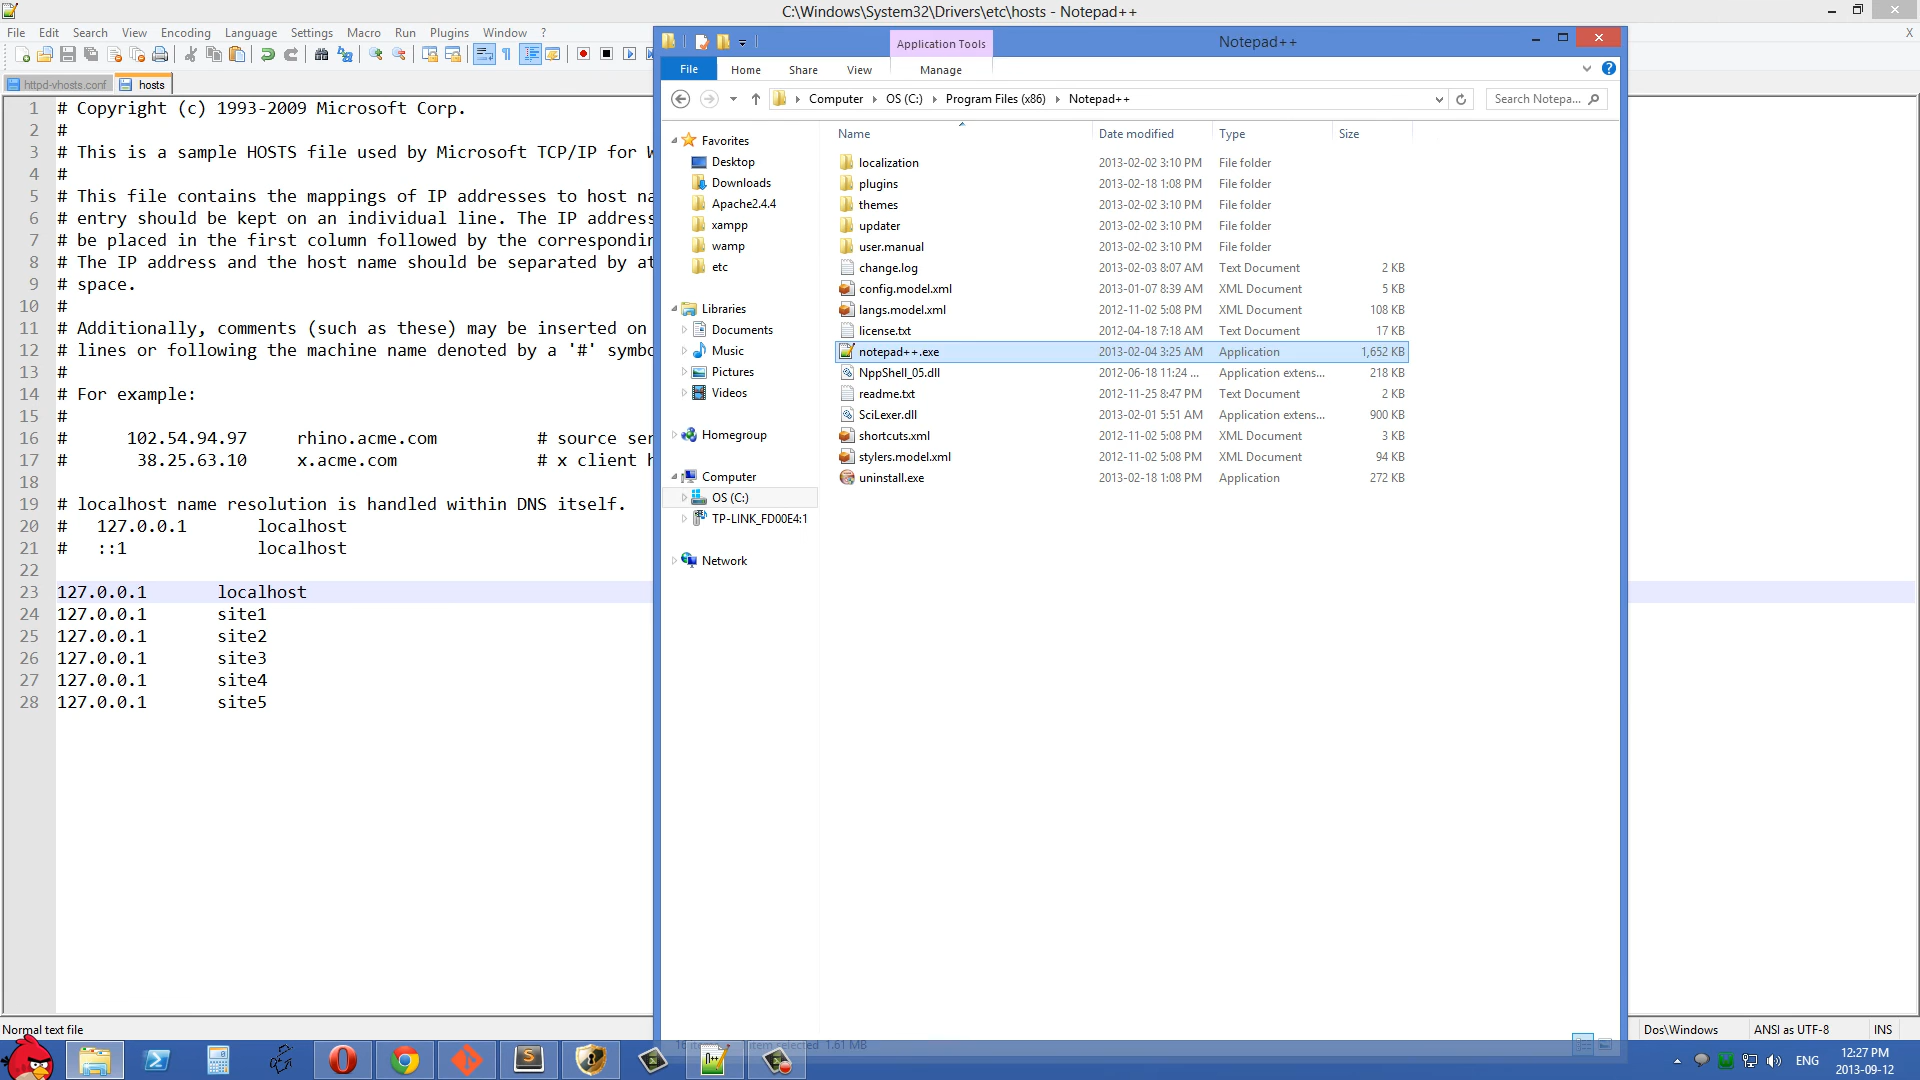 C:\Windows\System32\Drivers\etc\hosts - Notepad++
File Edit Search View Encoding Language Settings Macro Run Plugins Window ?
X
httpd-vhosts.conf
hosts
1 # Copyright (c) 1993-2009 Microsoft Corp.
2 #
3 # This is a sample HOSTS file used by Microsoft TCP/IP for
4 #
5 # This file contains the mappings of IP addresses to host
6 # entry should be kept on an individual line. The IP address
7 # be placed in the first column followed by the
8 # The IP address and the host name should be separated by
9 # space.
10 #
11 # Additionally, comments (such as these) may be inserted on
12 # lines or following the machine name denoted by a '#'
13 #
14 # For example:
15 #
16 # 102.54.94.97 rhino.acme.com # source
17 # 38.25.63.10 x.acme.com # x client
18
19 # localhost name resolution is handled within DNS itself.
20 # 127.0.0.1 localhost
21 # ::1 localhost
22
23 127.0.0.1 localhost
24 127.0.0.1 site1
25 127.0.0.1 site2
26 127.0.0.1 site3
27 127.0.0.1 site4
28 127.0.0.1 site5
Normal text file
Application Tools
Notepad++
File Home Share View Manage
Computer OS (C:) Program Files (x86) Notepad++
Search Notepa...
Favorites
Desktop
Downloads
Apache2.4.4
xampp
wamp
etc
Libraries
Documents
Music
Pictures
Videos
Homegroup
Computer
OS (C:)
TP-LINK_FD00E4:1
Network
Name Date modified Type Size
localization 2013-02-02 3:10 PM File folder
plugins 2013-02-18 1:08 PM File folder
themes 2013-02-02 3:10 PM File folder
updater 2013-02-02 3:10 PM File folder
user.manual 2013-02-02 3:10 PM File folder
change.log 2013-02-03 8:07 AM Text Document 2 KB
config.model.xml 2013-01-07 8:39 AM XML Document 5 KB
langs.model.xml 2012-11-02 5:08 PM XML Document 108 KB
license.txt 2012-04-18 7:18 AM Text Document 17 KB
notepad++.exe 2013-02-04 3:25 AM Application 1,652 KB
NppShell_05.dll 2012-06-18 11:24 ... Application extens... 218 KB
readme.txt 2012-11-25 8:47 PM Text Document 2 KB
SciLexer.dll 2013-02-01 5:51 AM Application extens... 900 KB
shortcuts.xml 2012-11-02 5:08 PM XML Document 3 KB
stylers.model.xml 2012-11-02 5:08 PM XML Document 94 KB
uninstall.exe 2013-02-18 1:08 PM Application 272 KB
selected 1.61 MB
Dos\Windows ANSI as UTF-8 INS
ENG
12:27 PM
2013-09-12